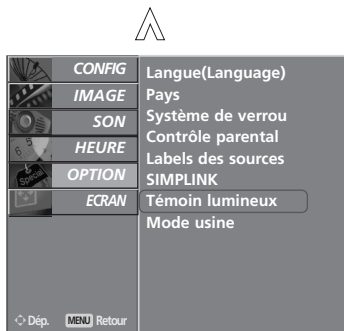 CONFIG
IMAGE
SON
HEURE
OPTION
ECRAN
Langue(Language)
Pays
Système de verrou
Contrôle parental
Labels des sources
SIMPLINK
Témoin lumineux
Mode usine
Dép. MENU Retour